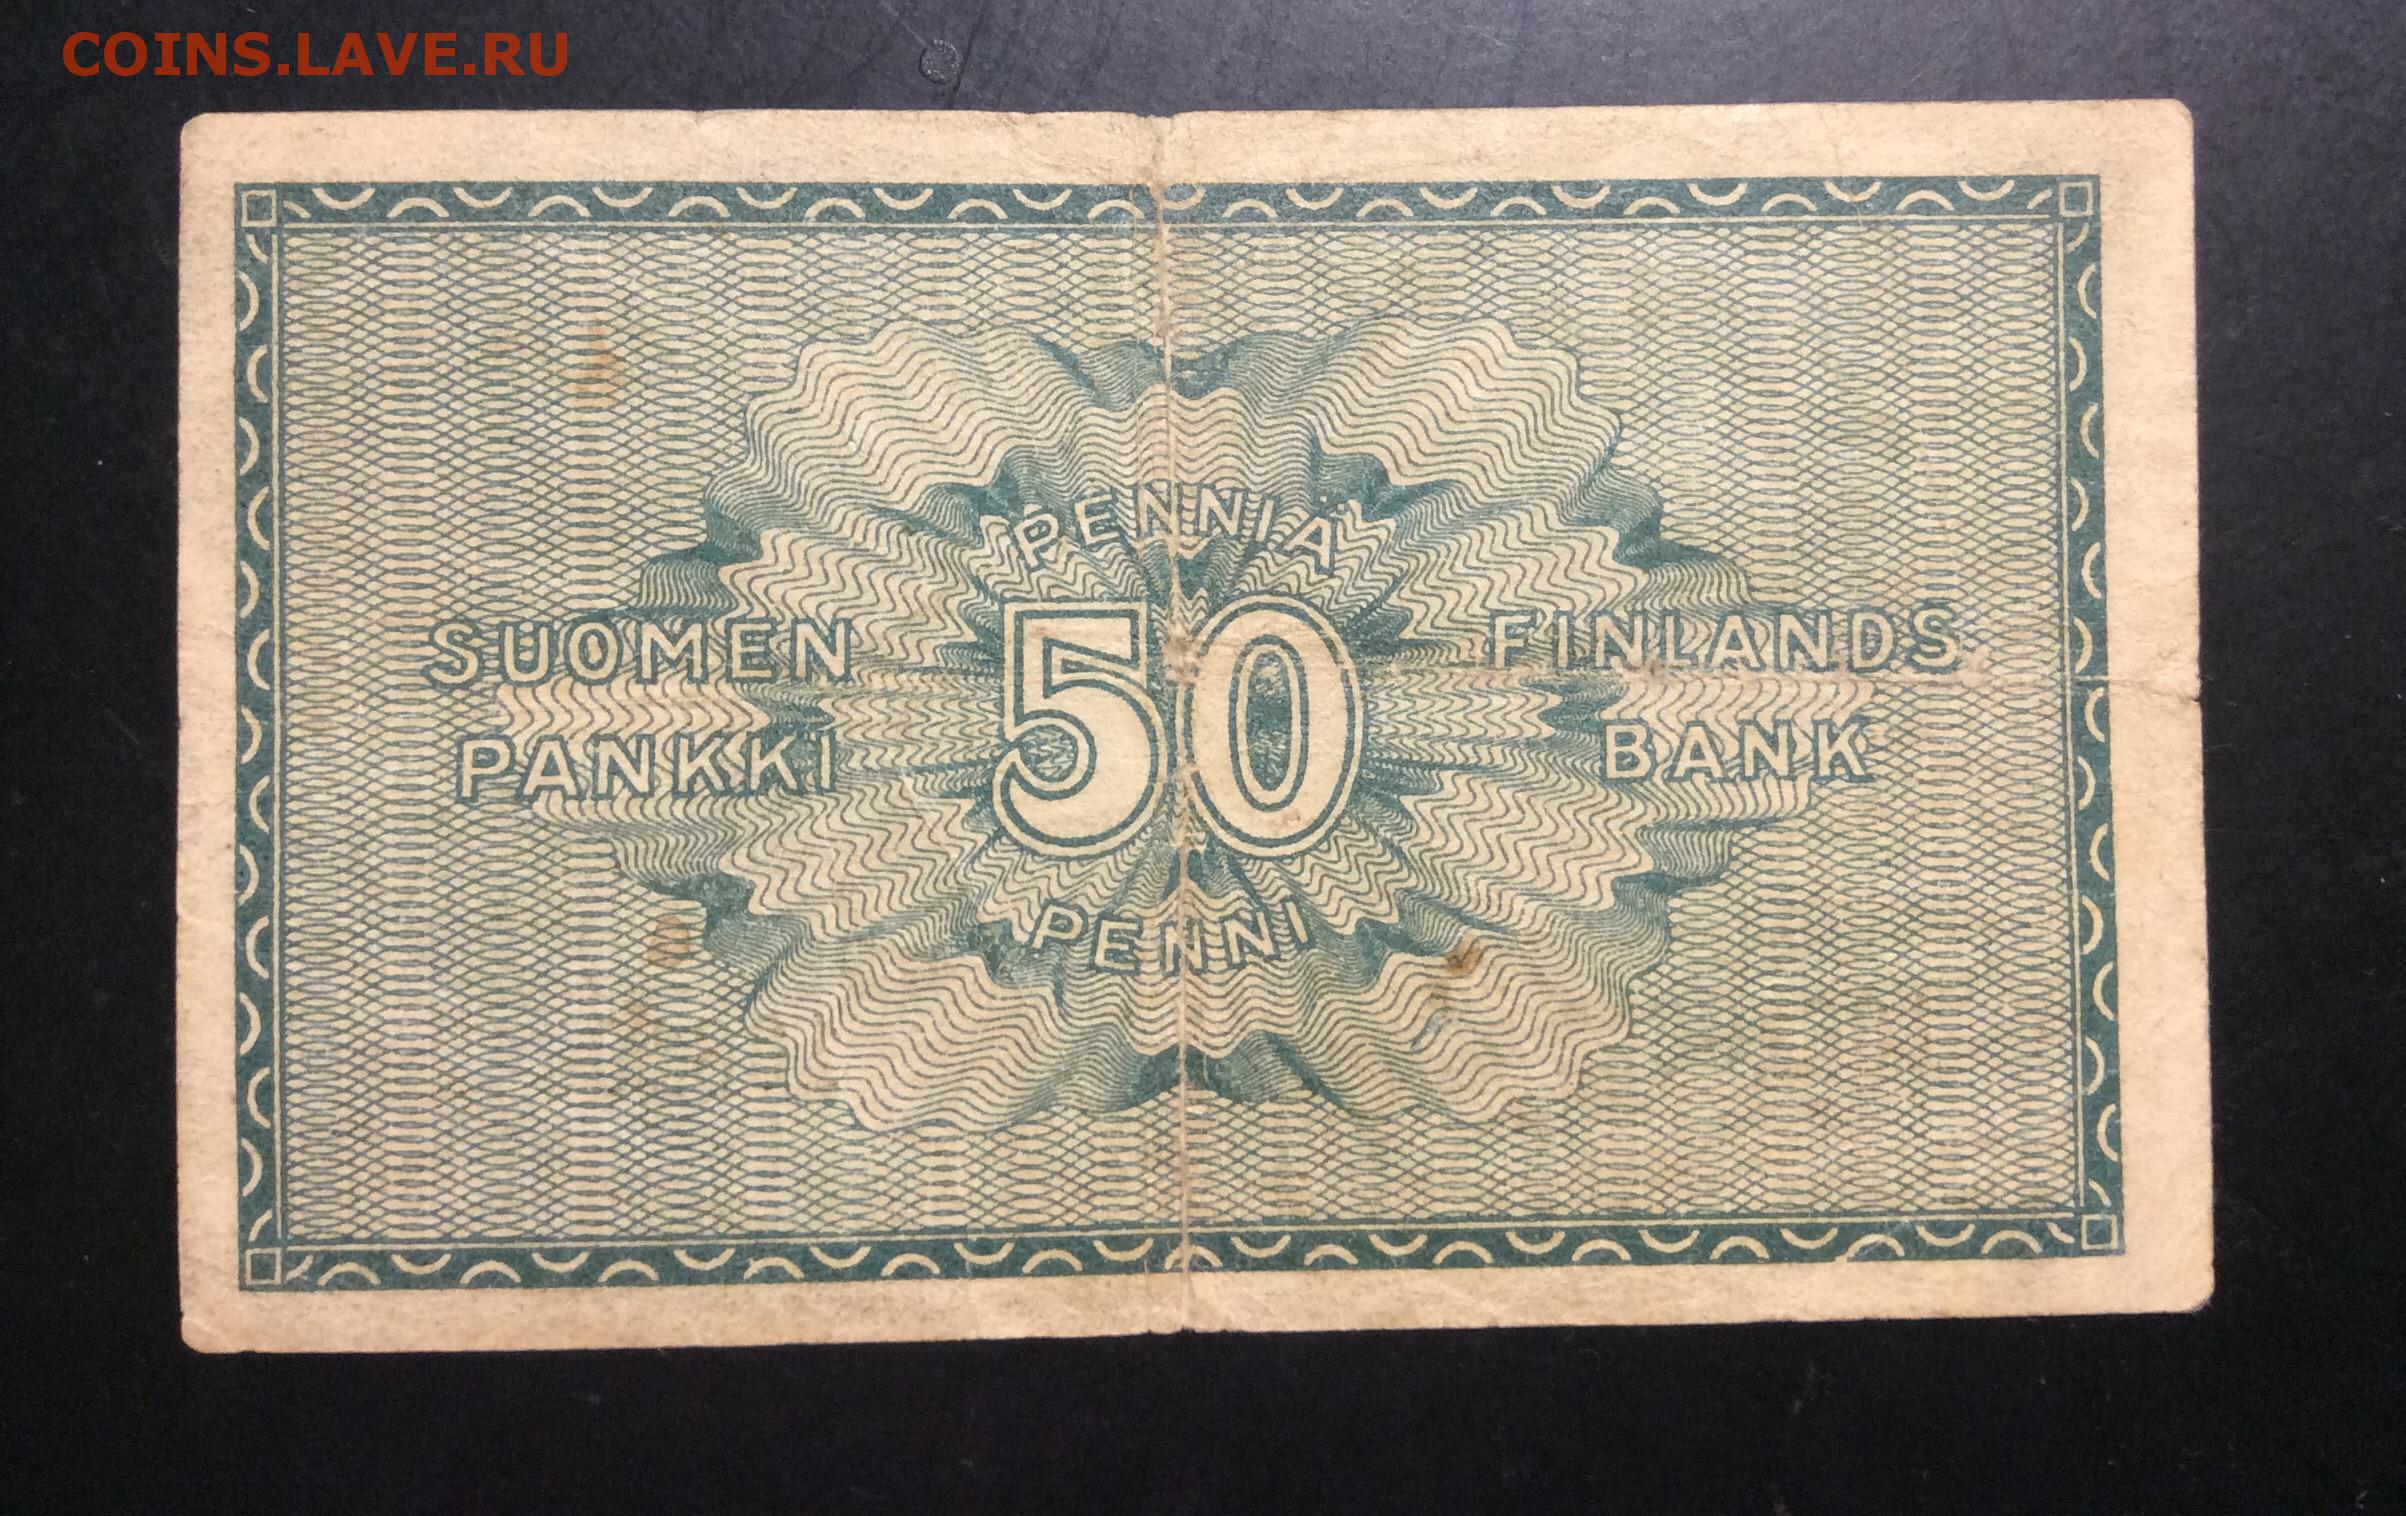 COINS.LAVE.RU
PENNIÄ
SUOMEN
PANKKI
50
FINLANDS
BANK
PENNI